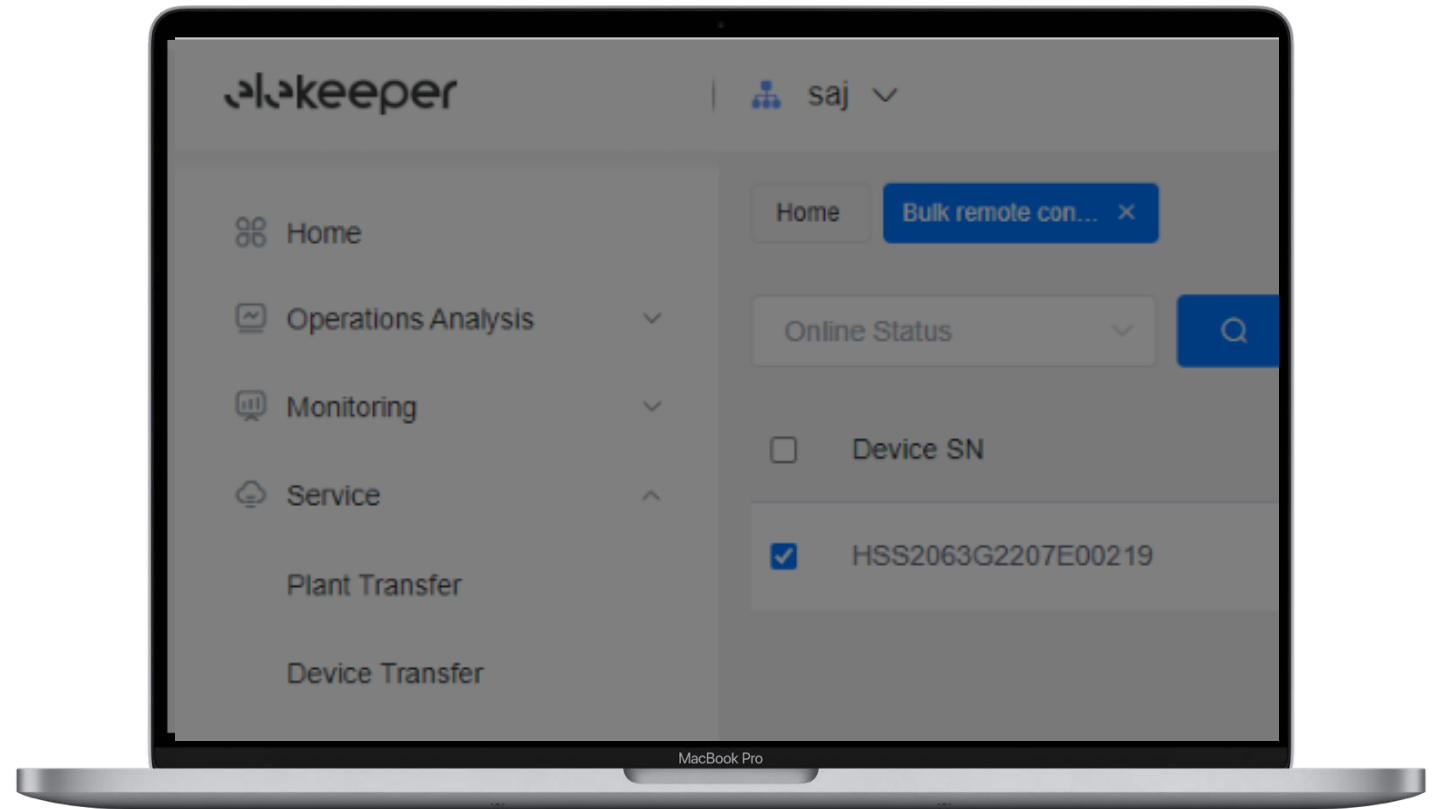 elekeeper
saj
Home
Operations Analysis
Monitoring
Service
Plant Transfer
Device Transfer
Home
Bulk remote con...
Online Status
Device SN
HSS2063G2207E00219
MacBook Pro